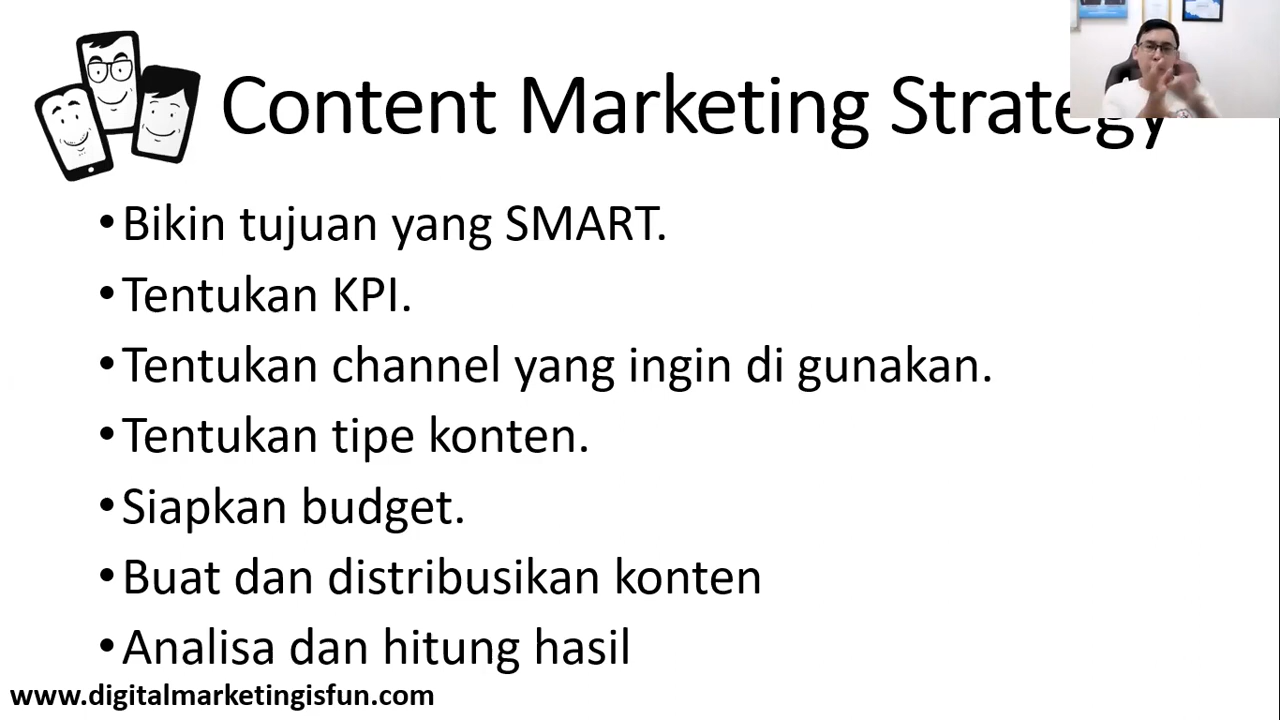 Content Marketing Strategy
•Bikin tujuan yang SMART.
•Tentukan KPI.
•Tentukan channel yang ingin di gunakan.
•Tentukan tipe konten.
•Siapkan budget.
•Buat dan distribusikan konten
•Analisa dan hitung hasil
www.digitalmarketingisfun.com